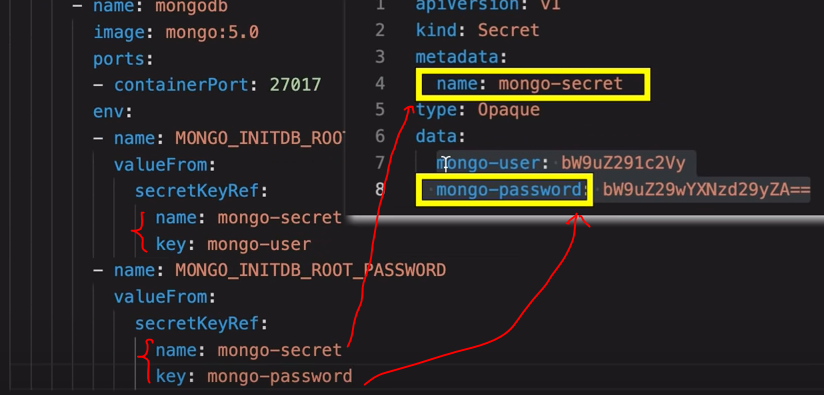 - name: mongodb
image: mongo:5.0
ports:
- containerPort: 27017
env:
- name: MONGO_INITDB_ROOT
valueFrom:
secretKeyRef:
name: mongo-secret
key: mongo-user
- name: MONGO_INITDB_ROOT_PASSWORD
valueFrom:
secretKeyRef:
name: mongo-secret
key: mongo-password
1 apiVersion: v1
2 kind: Secret
3 metadata:
4 name: mongo-secret
5 type: Opaque
6 data:
7 mongo-user: bW9uZ291c2Vy
8 mongo-password: bW9uZ29wYXNzd29yZA==